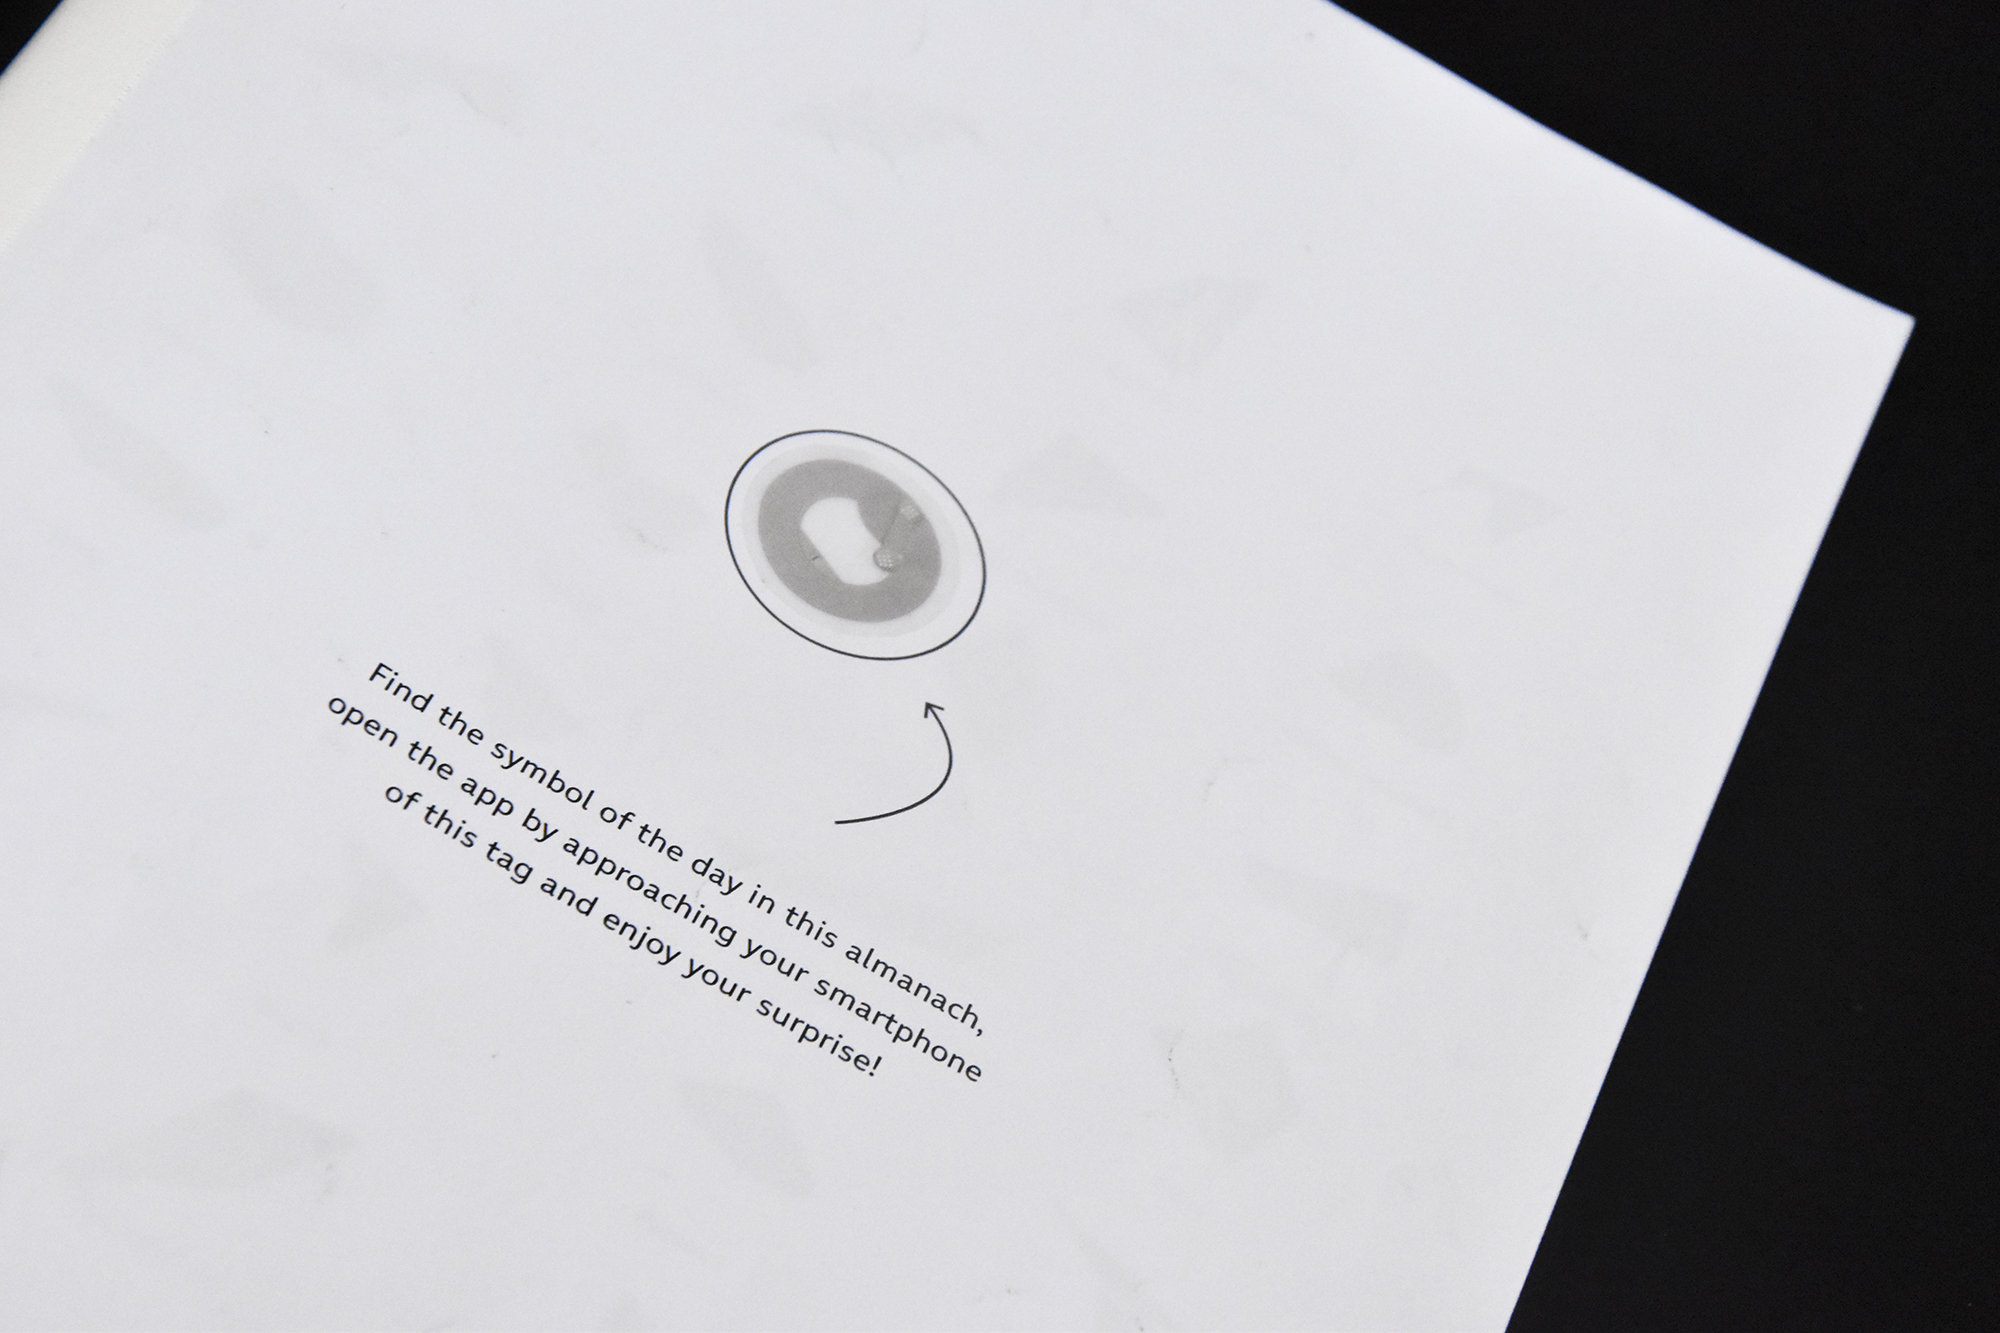 Find the symbol of the day in this almanach,
open the app by approaching your smartphone
of this tag and enjoy your surprise!